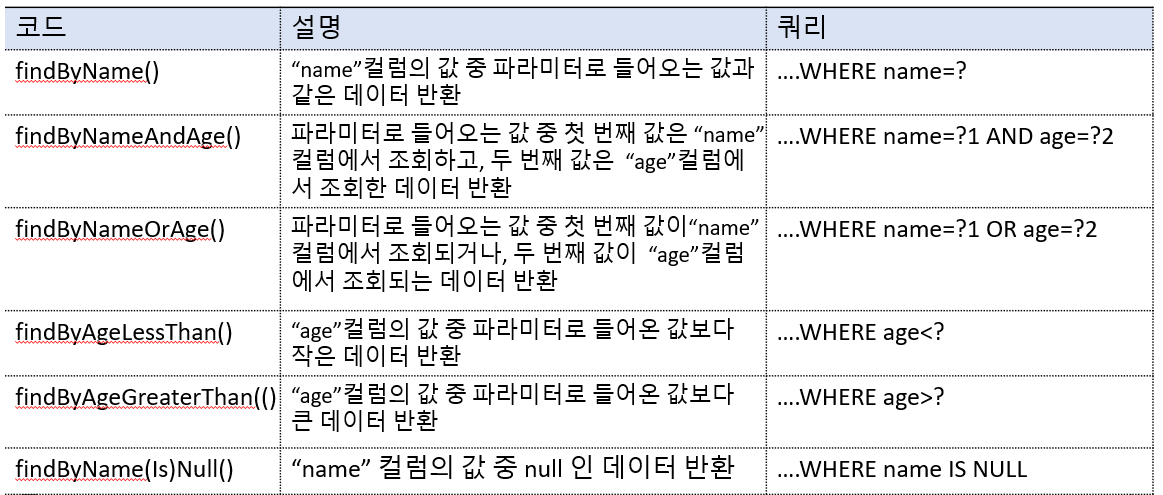 코드 설명 쿼리
findByName() “name”컬럼의 값 중 파라미터로 들어오는 값과 ....WHERE name=?
같은 데이터 반환
findByNameAndAge() 파라미터로 들어오는 값 중 첫 번째 값은 “name” ....WHERE name=?1 AND age=?2
컬럼에서 조회하고, 두 번째 값은 “age”컬럼에
서 조회한 데이터 반환
findByNameOrAge() 파라미터로 들어오는 값 중 첫 번째 값이“name” ....WHERE name=?1 OR age=?2
컬럼에서 조회되거나, 두 번째 값이 “age”컬럼
에서 조회되는 데이터 반환
findByAgeLessThan() “age”컬럼의 값 중 파라미터로 들어온 값보다 ....WHERE age<?
작은 데이터 반환
findByAgeGreaterThan(() “age”컬럼의 값 중 파라미터로 들어온 값보다 ....WHERE age>?
큰 데이터 반환
findByName(Is)Null() “name” 컬럼의 값 중 null 인 데이터 반환 ....WHERE name IS NULL